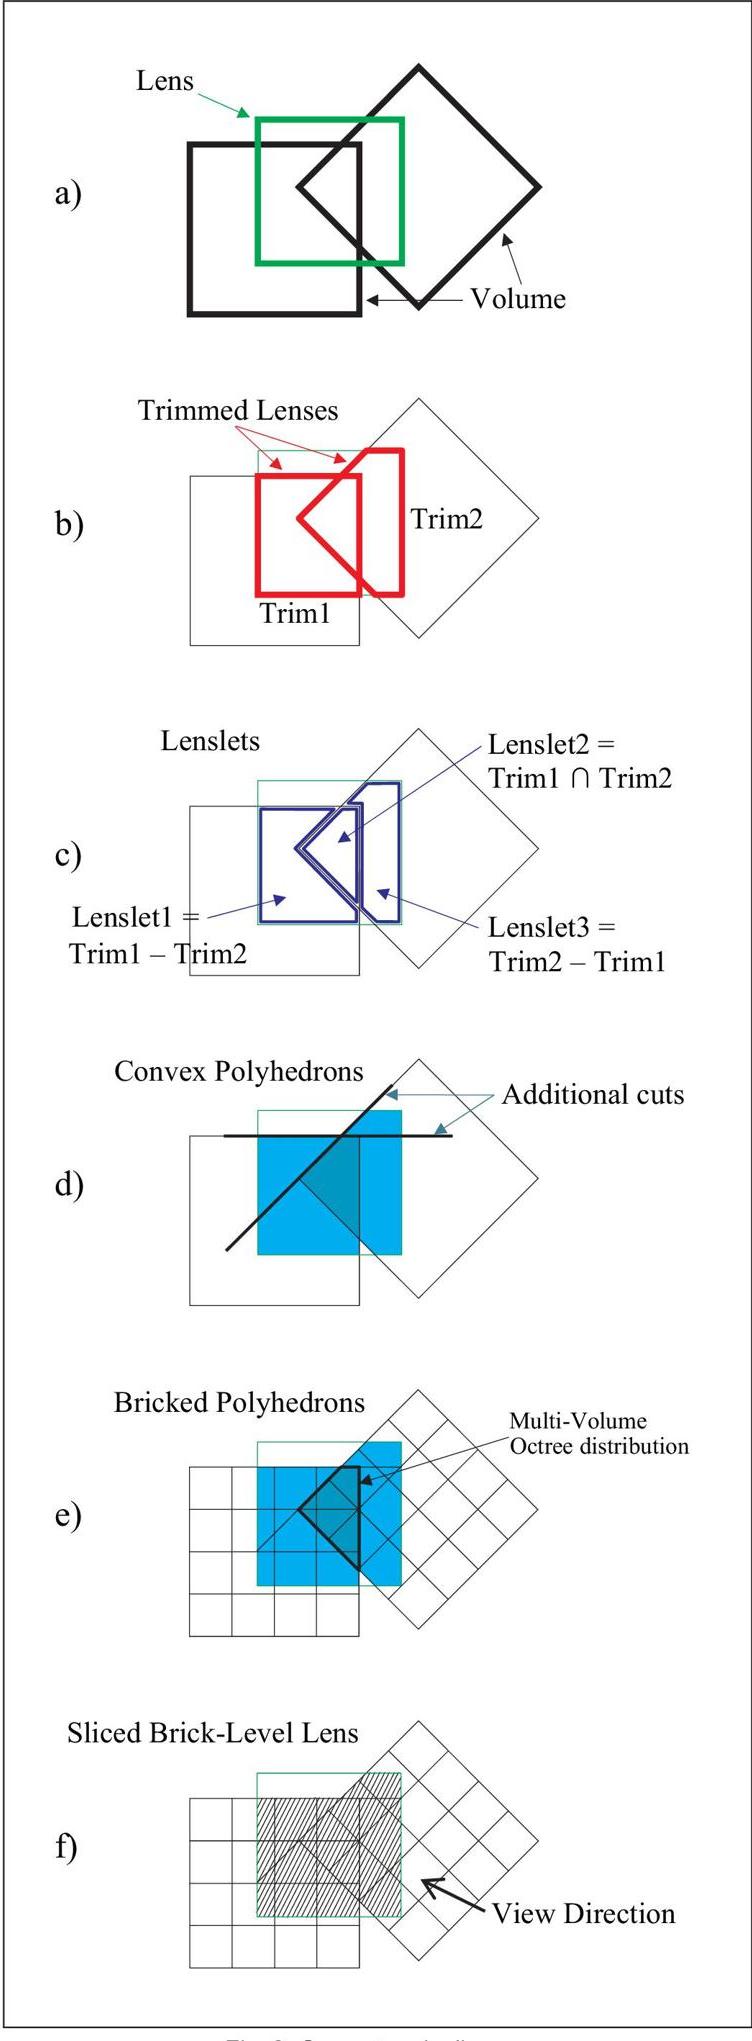 Lens
a)
Volume
Trimmed Lenses
b)
Trim2
Trim1
Lenslets
Lenslet2 =
Trim1 ∩ Trim2
c)
Lenslet1 =
Trim1 – Trim2
Lenslet3 =
Trim2 – Trim1
Convex Polyhedrons
Additional cuts
d)
Bricked Polyhedrons
Multi-Volume
Octree distribution
e)
Sliced Brick-Level Lens
f)
View Direction